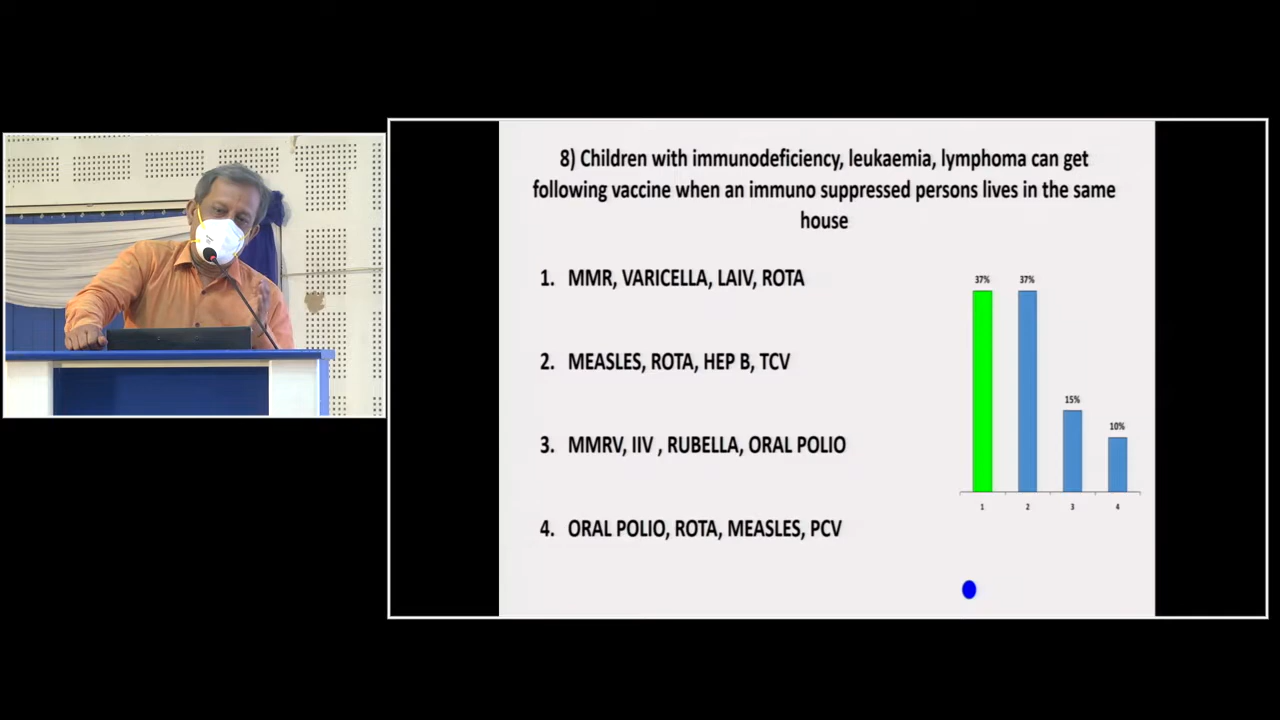 8) Children with immunodeficiency, leukaemia, lymphoma can get
following vaccine when an immuno suppressed persons lives in the same
house
1. MMR, VARICELLA, LAIV, ROTA
2. MEASLES, ROTA, HEP B, TCV
3. MMRV, IIV , RUBELLA, ORAL POLIO
4. ORAL POLIO, ROTA, MEASLES, PCV
37% 37%
15%
10%
1 2 3 4